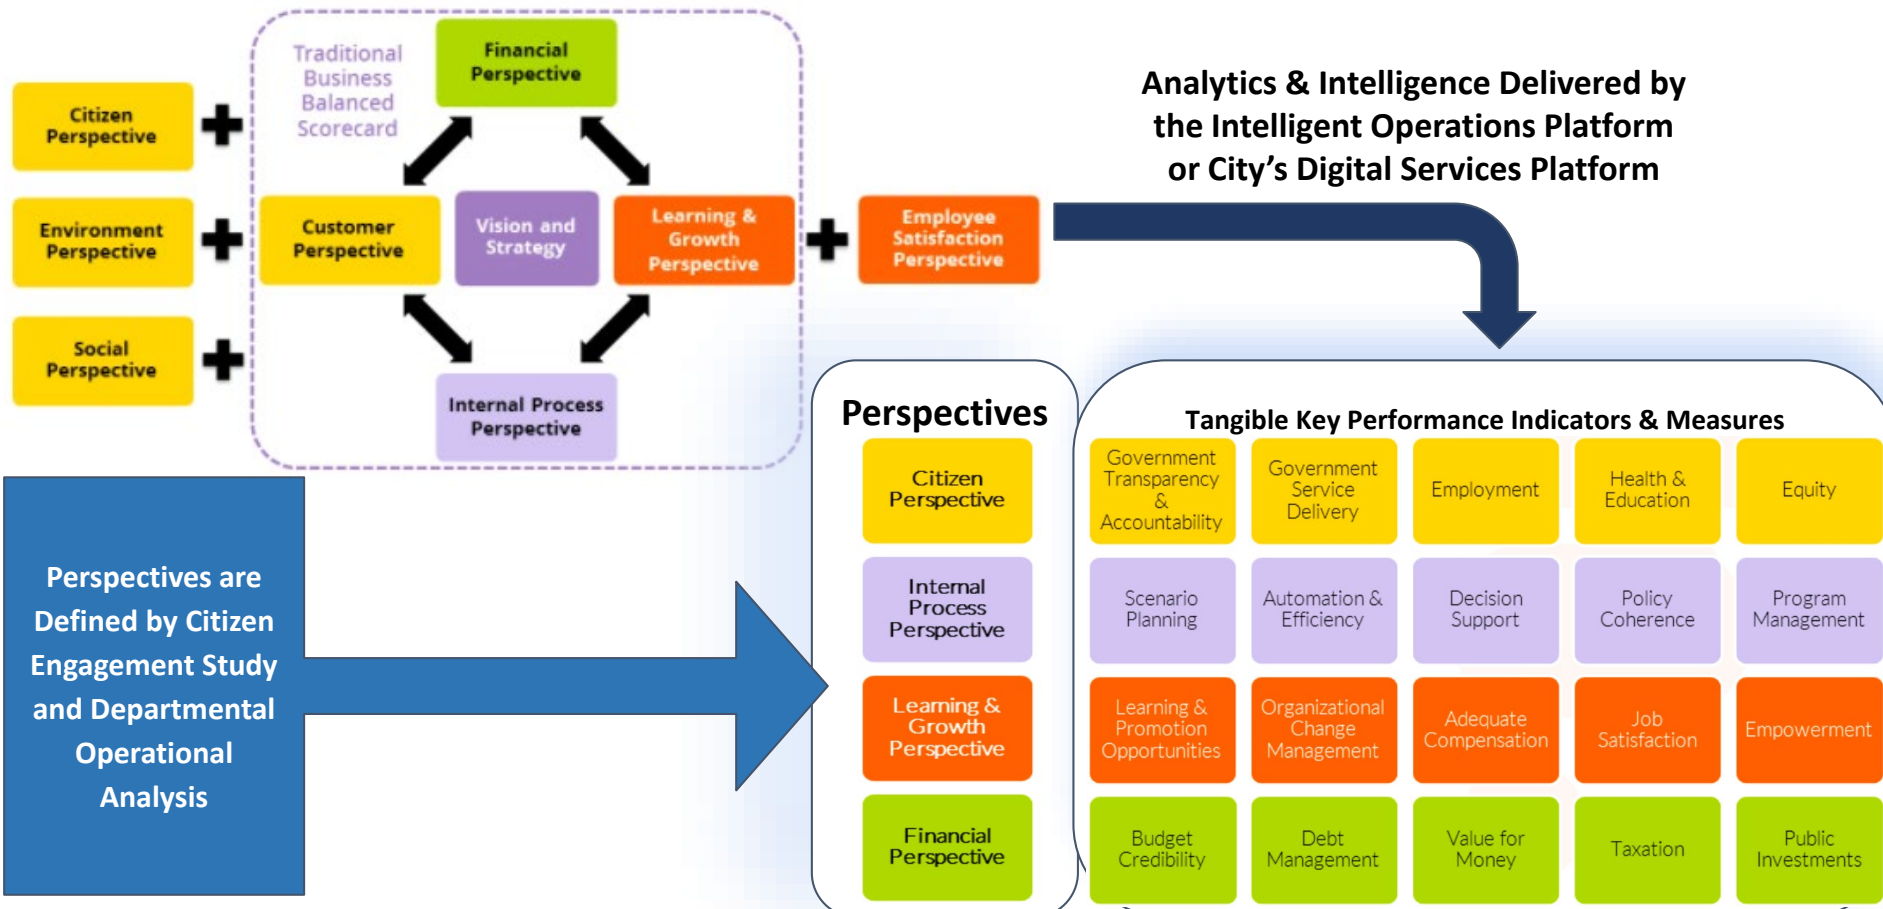 Traditional
Business
Balanced
Scorecard
Financial
Perspective
Citizen
Perspective
Environment
Perspective
Social
Perspective
Customer
Perspective
Vision and
Strategy
Learning &
Growth
Perspective
Employee
Satisfaction
Perspective
Internal Process
Perspective
Analytics & Intelligence Delivered by
the Intelligent Operations Platform
or City’s Digital Services Platform
Perspectives are
Defined by Citizen
Engagement Study
and Departmental
Operational
Analysis
Perspectives
Tangible Key Performance Indicators & Measures
Citizen
Perspective
Government
Transparency
&
Accountability
Government
Service
Delivery
Employment
Health &
Education
Equity
Internal
Process
Perspective
Scenario
Planning
Automation &
Efficiency
Decision
Support
Policy
Coherence
Program
Management
Learning &
Growth
Perspective
Learning &
Promotion
Opportunities
Organizational
Change
Management
Adequate
Compensation
Job
Satisfaction
Empowerment
Financial
Perspective
Budget
Credibility
Debt
Management
Value for
Money
Taxation
Public
Investments